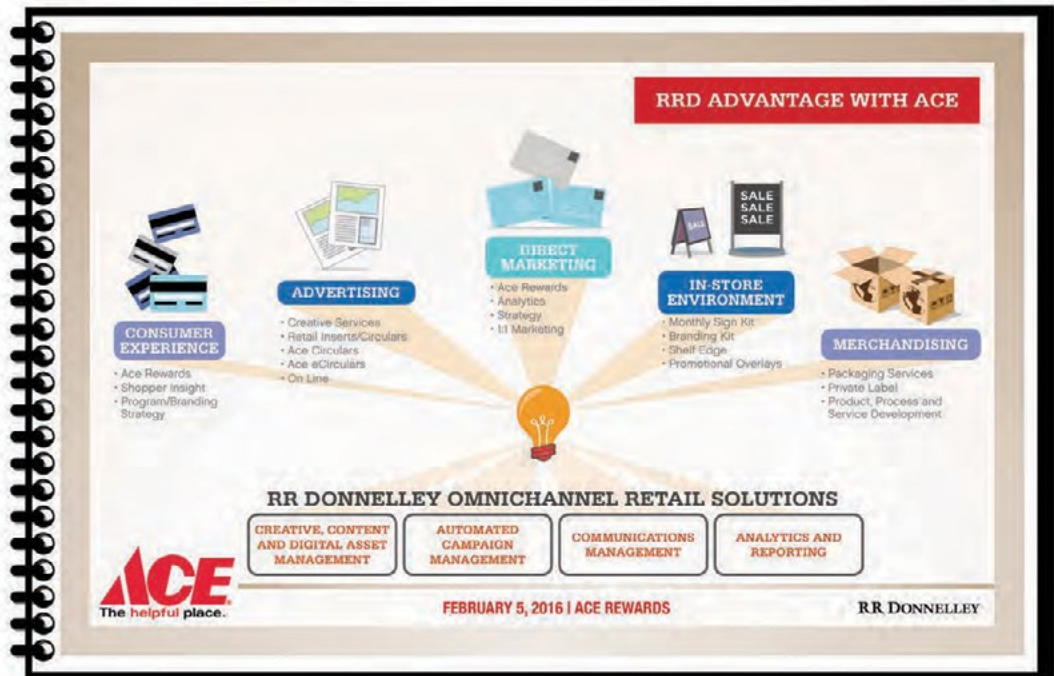 RRD ADVANTAGE WITH ACE
SALE
SALE
SALE
SALE
CONSUMER
EXPERIENCE
• Ace Rewards
• Shopper Insight
• Program/Branding
Strategy
ADVERTISING
• Creative Services
• Retail Inserts/Circulars
• Ace Circulars
• Ace eCirculars
• On Line
DIRECT
MARKETING
• Ace Rewards
• Analytics
• Strategy
• 1:1 Marketing
IN-STORE
ENVIRONMENT
• Monthly Sign Kit
• Branding Kit
• Shelf Edge
• Promotional Overlays
MERCHANDISING
• Packaging Services
• Private Label
• Product, Process and
Service Development
RR DONNELLEY OMNICHANNEL RETAIL SOLUTIONS
CREATIVE, CONTENT
AND DIGITAL ASSET
MANAGEMENT
AUTOMATED
CAMPAIGN
MANAGEMENT
COMMUNICATIONS
MANAGEMENT
ANALYTICS AND
REPORTING
ACE
The helpful place.
FEBRUARY 5, 2016 | ACE REWARDS
RR DONNELLEY